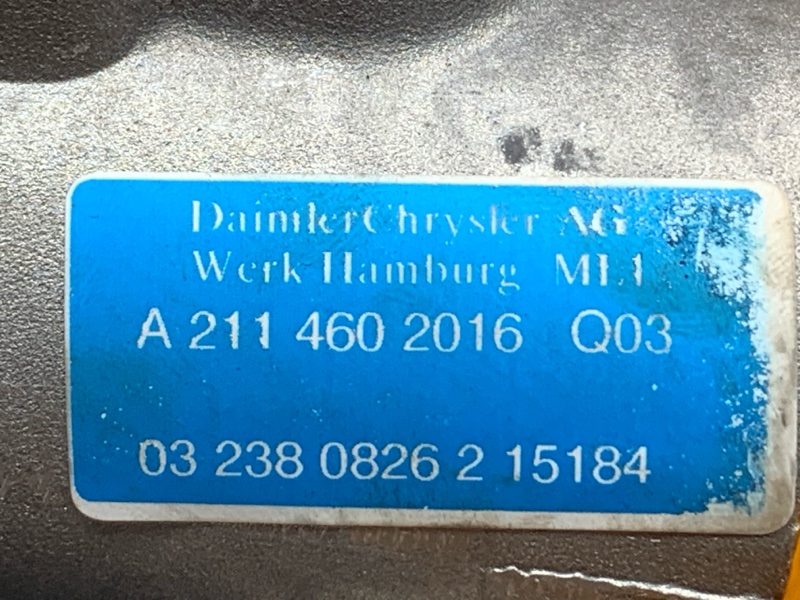 DaimlerChrysler AG
Werk Hamburg ML1
A 211 460 2016 Q03
03 238 0826 2 15184